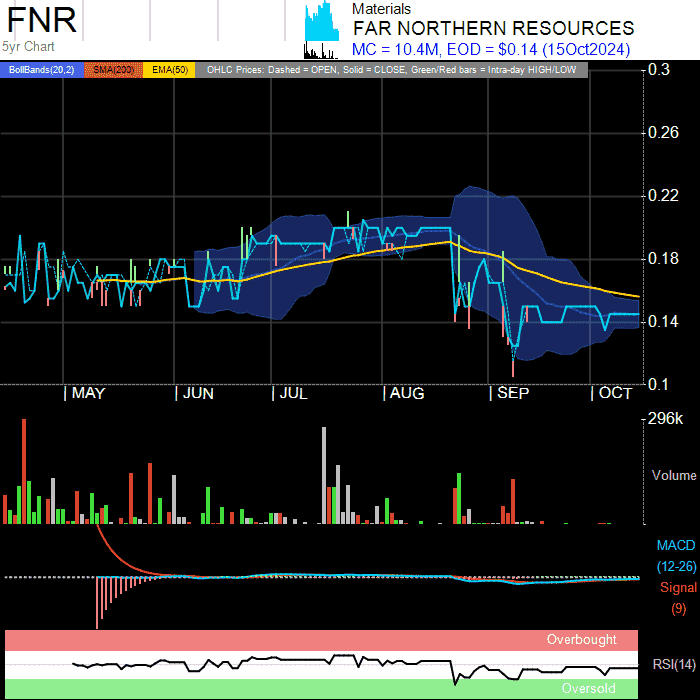 FNR
5yr Chart
Materials
FAR NORTHERN RESOURCES
MC = 10.4M, EOD = $0.14 (15Oct2024)
BollBands(20,2) SMA(200) EMA(50) OHLC Prices: Dashed = OPEN, Solid = CLOSE, Green/Red bars = Intra-day HIGH/LOW
0.3
0.26
0.22
0.18
0.14
0.1
| MAY | JUN | JUL | AUG | SEP | OCT
296k
Volume
MACD
(12-26)
Signal
(9)
Overbought
RSI(14)
Oversold